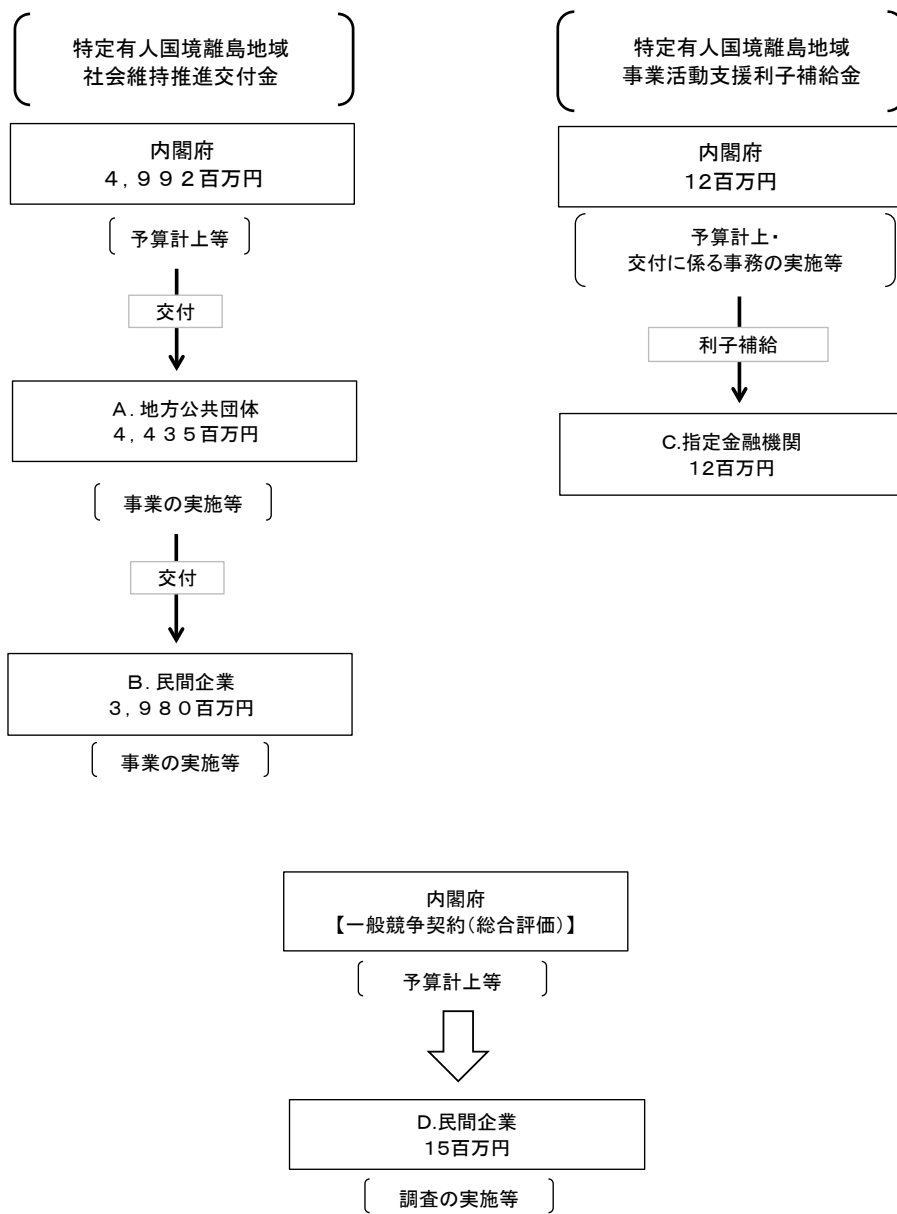 特定有人国境離島地域
社会維持推進交付金
内閣府
４，９９２百万円
予算計上等
交付
Ａ．地方公共団体
４，４３５百万円
事業の実施等
交付
Ｂ．民間企業
３，９８０百万円
事業の実施等
特定有人国境離島地域
事業活動支援利子補給金
内閣府
12百万円
予算計上・
交付に係る事務の実施等
利子補給
C.指定金融機関
12百万円
内閣府
【一般競争契約（総合評価）】
予算計上等
D.民間企業
15百万円
調査の実施等